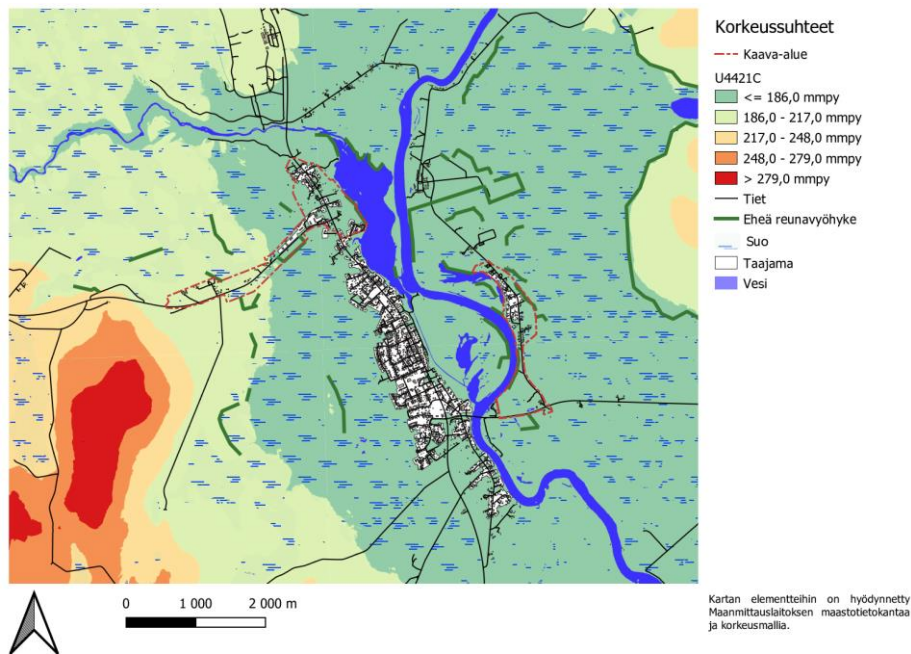 Korkeussuhteet
Kaava-alue
U4421C
<= 186,0 mmpy
186,0 - 217,0 mmpy
217,0 - 248,0 mmpy
248,0 - 279,0 mmpy
> 279,0 mmpy
Tiet
Eheä reunavyöhyke
Suo
Taajama
Vesi
0 1 000 2 000 m
Kartan elementteihin on hyödynnetty
Maanmittauslaitoksen maastotietokantaa
ja korkeusmallia.